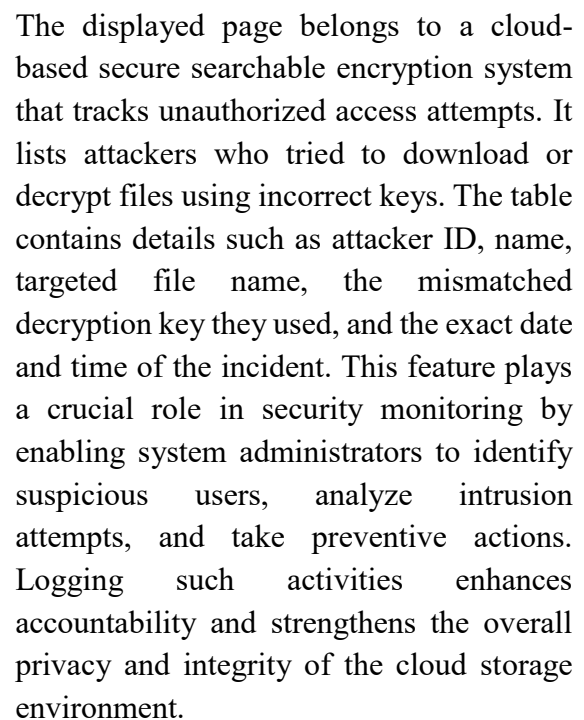 The displayed page belongs to a cloud-
based secure searchable encryption system
that tracks unauthorized access attempts. It
lists attackers who tried to download or
decrypt files using incorrect keys. The table
contains details such as attacker ID, name,
targeted file name, the mismatched
decryption key they used, and the exact date
and time of the incident. This feature plays
a crucial role in security monitoring by
enabling system administrators to identify
suspicious users, analyze intrusion
attempts, and take preventive actions.
Logging such activities enhances
accountability and strengthens the overall
privacy and integrity of the cloud storage
environment.